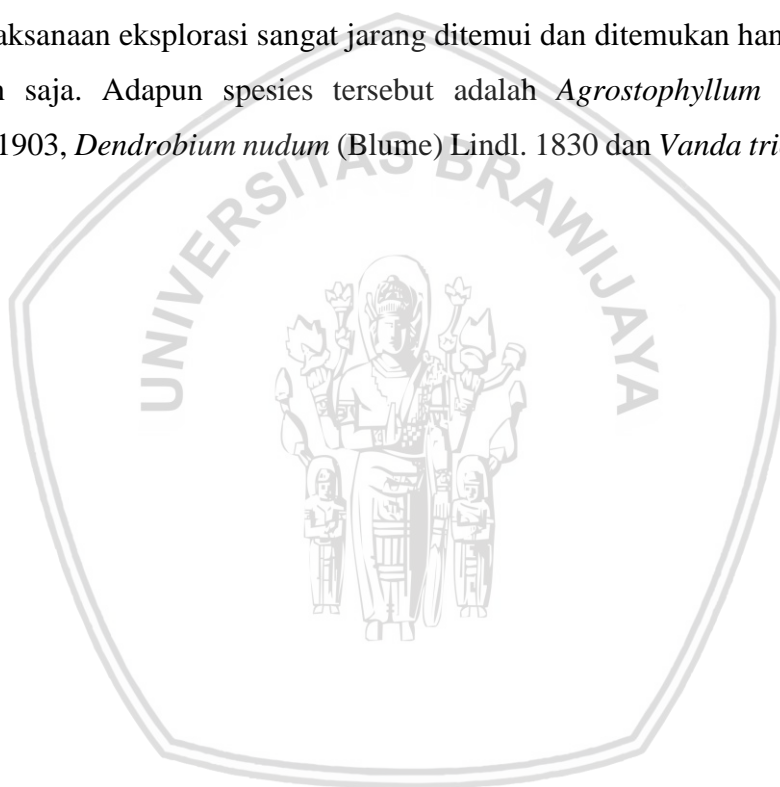 aksanaan eksplorasi sangat jarang ditemui dan ditemukan han
n saja. Adapun spesies tersebut adalah Agrostophyllum
1903, Dendrobium nudum (Blume) Lindl. 1830 dan Vanda tri
UNIVERSITAS BRAWIJAYA